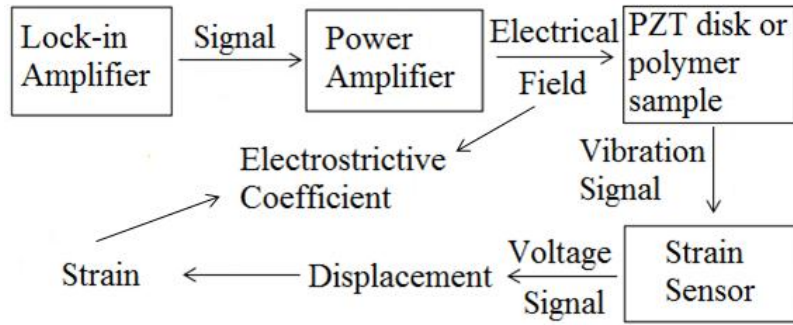 Lock-in
Amplifier
Signal
Power
Amplifier
Electrical
Field
PZT disk or
polymer
sample
Vibration
Signal
Electrostrictive
Coefficient
Strain
Displacement
Voltage
Signal
Strain
Sensor